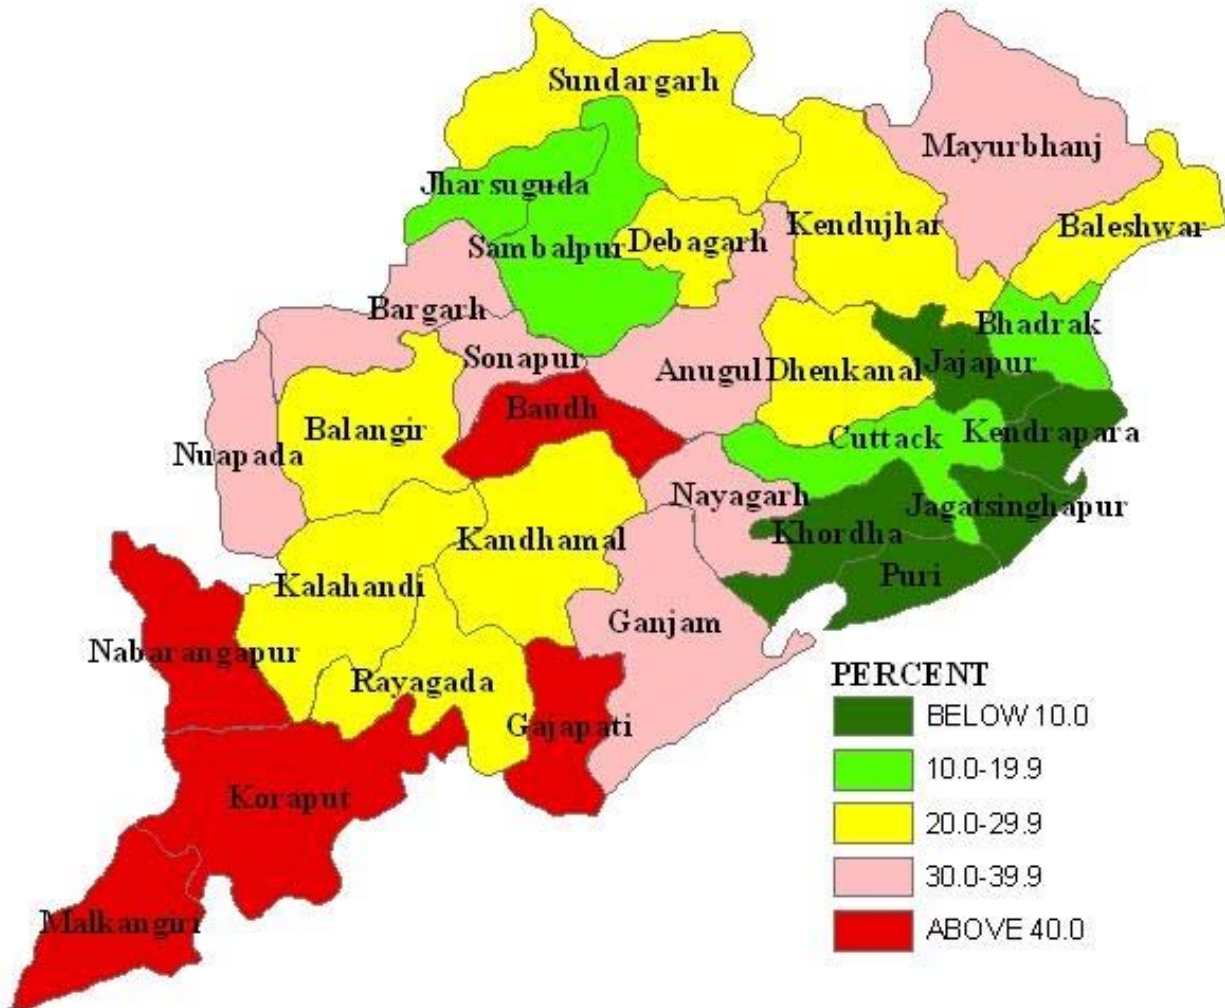 Sundargarh
Mayurbhanj
Jharsuguda
Kendujhar
Baleshwar
Sambalpur
Debagarh
Bargarh
Bhadrak
Sonapur
Jajapur
Anugul
Dhenkanal
Baudh
Balangir
Cuttack
Kendrapara
Nuapada
Nayagarh
Jagatsinghapur
Khordha
Kandhamal
Puri
Kalahandi
Ganjam
Nabarangapur
Rayagada
Gajapati
Koraput
Malkangiri
PERCENT
BELOW 10.0
10.0-19.9
20.0-29.9
30.0-39.9
ABOVE 40.0